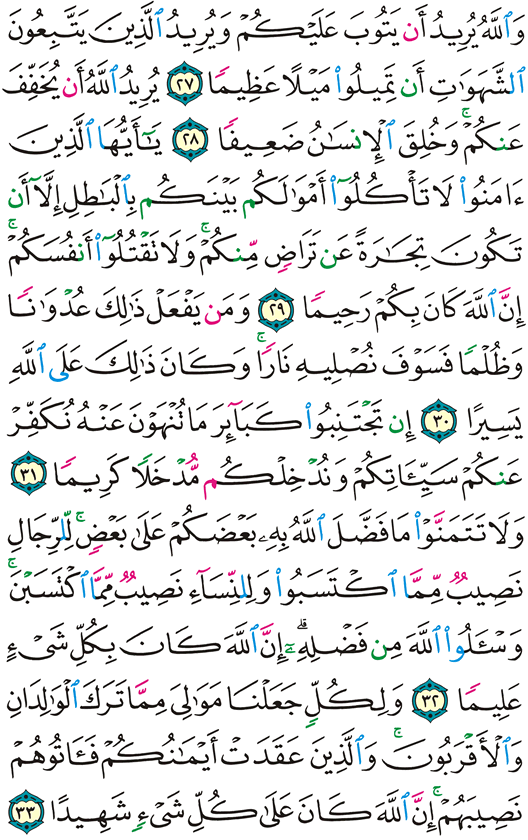 وَٱللَّهُ يُرِيدُ أَن يَتُوبَ عَلَيۡكُمۡ وَيُرِيدُ ٱلَّذِينَ يَتَّبِعُونَ
ٱلشَّهَوَٰتِ أَن تَمِيلُواْ مَيۡلًا عَظِيمٗا ٢٧ يُرِيدُ ٱللَّهُ أَن يُخَفِّفَ
عَنكُمۡۚ وَخُلِقَ ٱلۡإِنسَٰنُ ضَعِيفٗا ٢٨ يَٰٓأَيُّهَا ٱلَّذِينَ
ءَامَنُواْ لَا تَأۡكُلُوٓاْ أَمۡوَٰلَكُم بَيۡنَكُم بِٱلۡبَٰطِلِ إِلَّآ أَن
تَكُونَ تِجَٰرَةً عَن تَرَاضٖ مِّنكُمۡۚ وَلَا تَقۡتُلُوٓاْ أَنفُسَكُمۡۚ
إِنَّ ٱللَّهَ كَانَ بِكُمۡ رَحِيمٗا ٢٩ وَمَن يَفۡعَلۡ ذَٰلِكَ عُدۡوَٰنٗا
وَظُلۡمٗا فَسَوۡفَ نُصۡلِيهِ نَارٗاۚ وَكَانَ ذَٰلِكَ عَلَى ٱللَّهِ
يَسِيرًا ٣٠ إِن تَجۡتَنِبُواْ كَبَآئِرَ مَا تُنۡهَوۡنَ عَنۡهُ نُكَفِّرۡ
عَنكُمۡ سَيِّـَٔاتِكُمۡ وَنُدۡخِلۡكُم مُّدۡخَلٗا كَرِيمٗا ٣١
وَلَا تَتَمَنَّوۡاْ مَا فَضَّلَ ٱللَّهُ بِهِۦ بَعۡضَكُمۡ عَلَىٰ بَعۡضٖۚ لِّلرِّجَالِ
نَصِيبٞ مِّمَّا ٱكۡتَسَبُواْۖ وَلِلنِّسَآءِ نَصِيبٞ مِّمَّا ٱكۡتَسَبۡنَۚ
وَسۡـَٔلُواْ ٱللَّهَ مِن فَضۡلِهِۦٓۗ إِنَّ ٱللَّهَ كَانَ بِكُلِّ شَيۡءٍ
عَلِيمٗا ٣٢ وَلِكُلّٖ جَعَلۡنَا مَوَٰلِيَ مِمَّا تَرَكَ ٱلۡوَٰلِدَانِ
وَٱلۡأَقۡرَبُونَۚ وَٱلَّذِينَ عَقَدَتۡ أَيۡمَٰنُكُمۡ فَـَٔاتُوهُمۡ
نَصِيبَهُمۡۚ إِنَّ ٱللَّهَ كَانَ عَلَىٰ كُلِّ شَيۡءٖ شَهِيدًا ٣٣